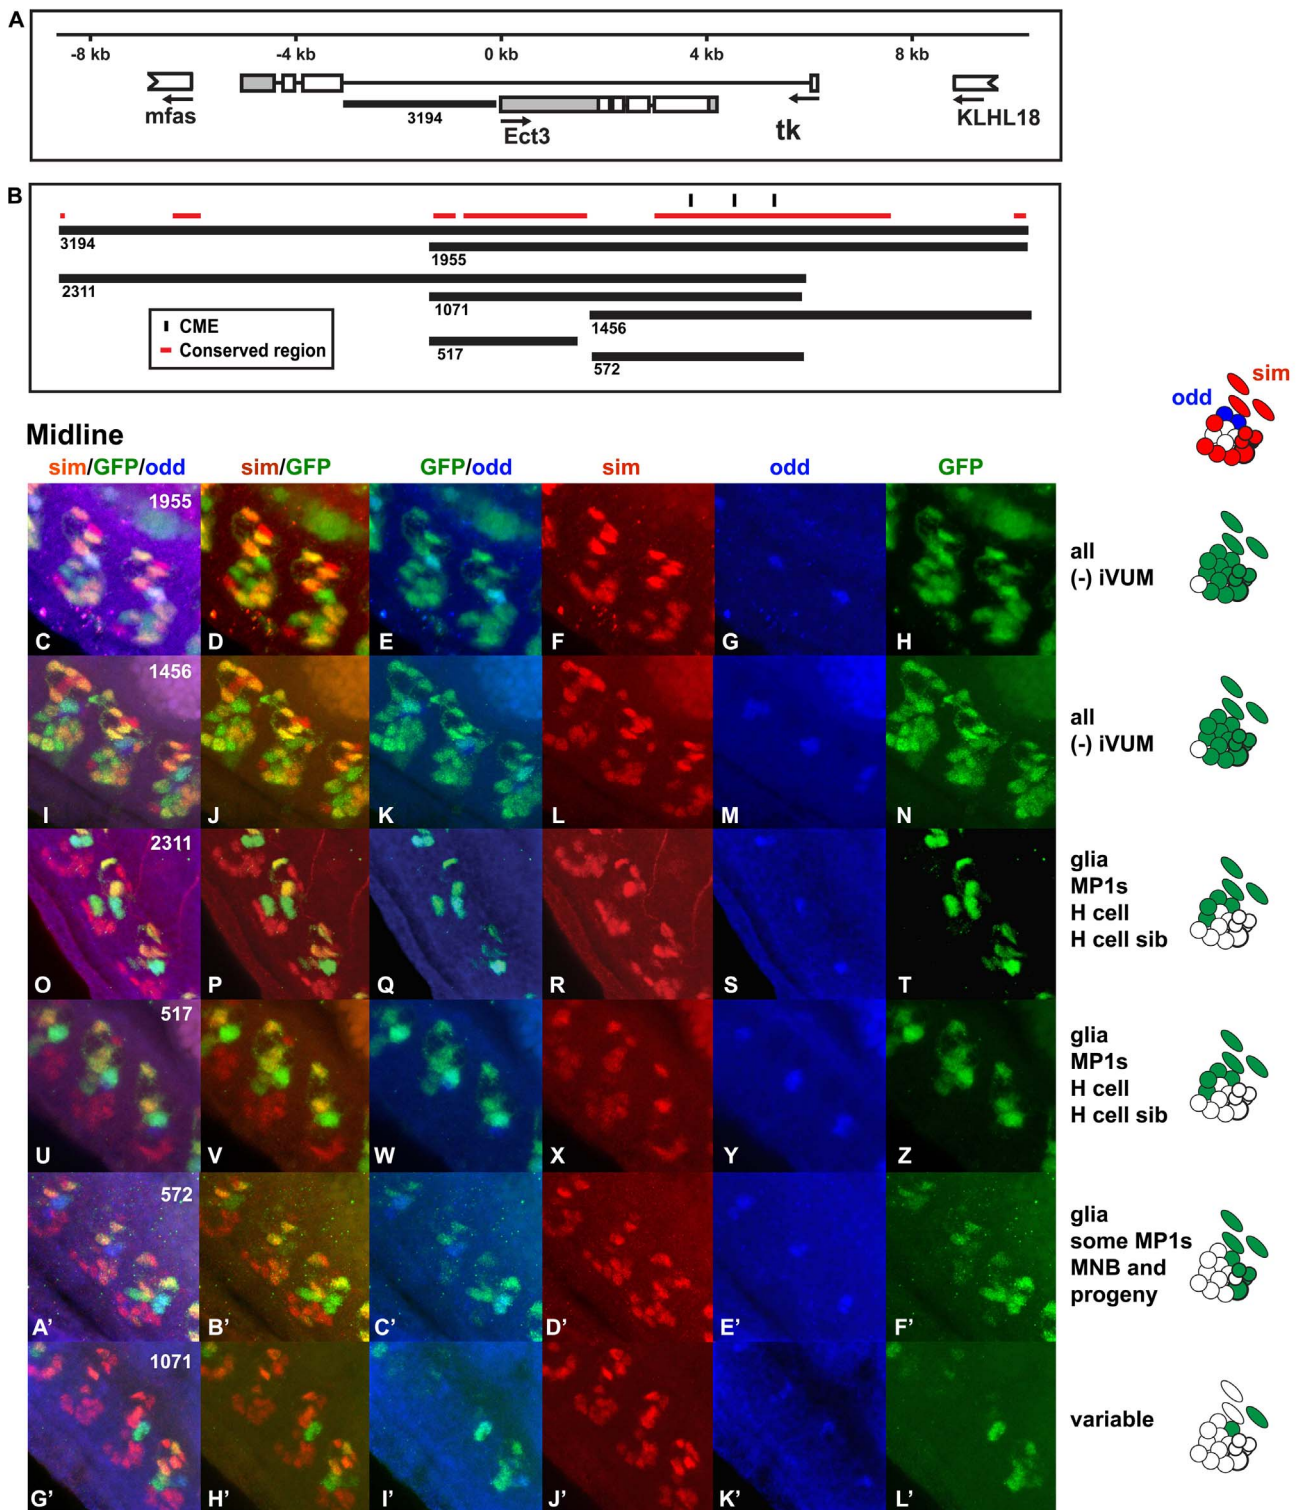 A
-8 kb -4 kb 0 kb 4 kb 8 kb
mfas 3194 Ect3 tk KLHL18
B
3194
1955
2311
1071
1456
517
572
CME
Conserved region
sim
odd
Midline
sim/GFP/odd sim/GFP GFP/odd sim odd GFP
1955
C D E F G H
all
(-) iVUM
1456
I J K L M N
all
(-) iVUM
2311
O P Q R S T
glia
MP1s
H cell
H cell sib
517
U V W X Y Z
glia
MP1s
H cell
H cell sib
572
A’ B’ C’ D’ E’ F’
glia
some MP1s
MNB and
progeny
1071
G’ H’ I’ J’ K’ L’
variable